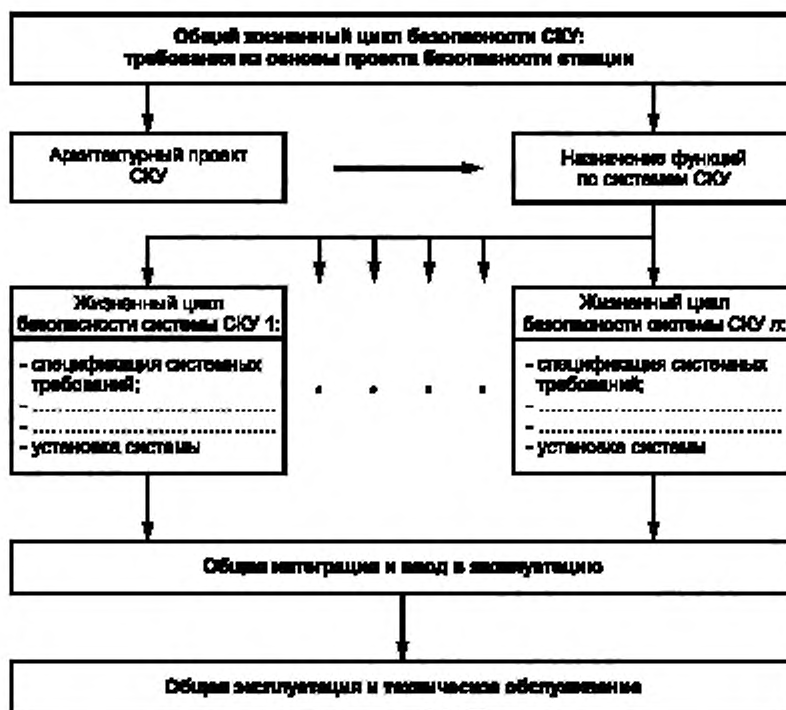 Общий жизненный цикл безопасности СКУ:
требования из основы проекта безопасности станции
Архитектурный проект
СКУ
Назначение функций
по системам СКУ
Жизненный цикл
безопасности системы СКУ 1:
- спецификация системных
требований;
- ........................................
- ........................................
- установка системы
Жизненный цикл
безопасности системы СКУ n:
- спецификация системных
требований;
- ........................................
- ........................................
- установка системы
Общая интеграция и ввод в эксплуатацию
Общая эксплуатация и техническое обслуживание